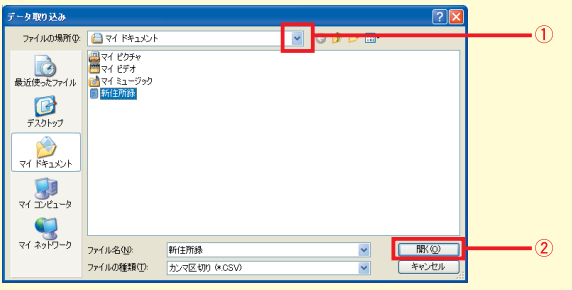 データ取り込み
ファイルの場所(I):
マイ ドキュメント
①
最近使ったファイル
デスクトップ
マイ ドキュメント
マイ コンピュータ
マイ ネットワーク
マイ ピクチャ
マイ ビデオ
マイ ミュージック
新住所録
ファイル名(N):
新住所録
開く(O)
②
ファイルの種類(T):
カンマ区切り (*.CSV)
キャンセル